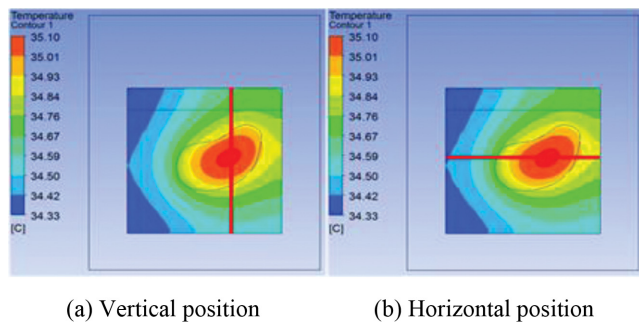 Temperature
Contour 1
35.10
35.01
34.93
34.84
34.76
34.67
34.59
34.50
34.42
34.33
[C]
Temperature
Contour 1
35.10
35.01
34.93
34.84
34.76
34.67
34.59
34.50
34.42
34.33
[C]
(a) Vertical position
(b) Horizontal position